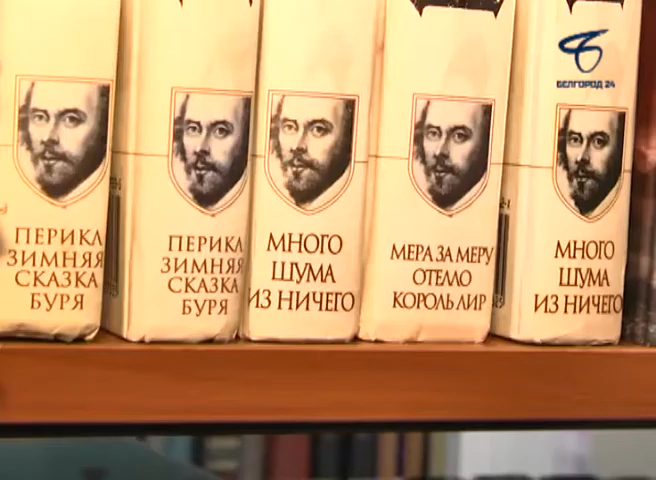 БЕЛГОРОД 24
ПЕРИКЛ
ЗИМНЯЯ
СКАЗКА
БУРЯ
ПЕРИКЛ
ЗИМНЯЯ
СКАЗКА
БУРЯ
МНОГО
ШУМА
ИЗ НИЧЕГО
МЕРА ЗА МЕРУ
ОТЕЛЛО
КОРОЛЬ ЛИР
МНОГО
ШУМА
ИЗ НИЧЕГО